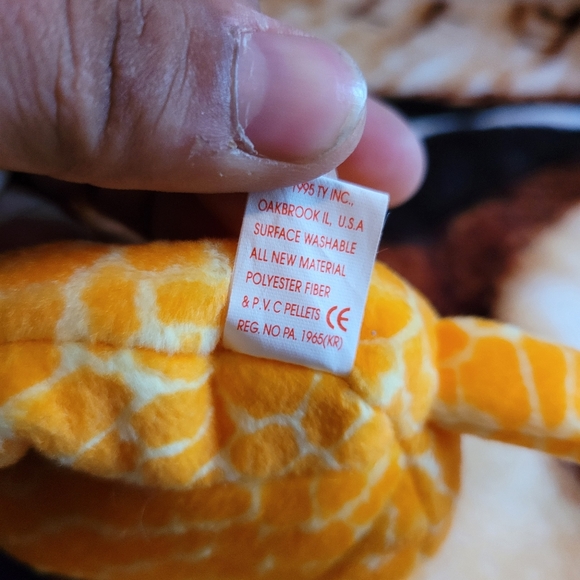 1995 TY INC.,
OAKBROOK IL, U.S.A
SURFACE WASHABLE
ALL NEW MATERIAL
POLYESTER FIBER
& P.V.C PELLETS CE
REG. NO PA. 1965(KR)